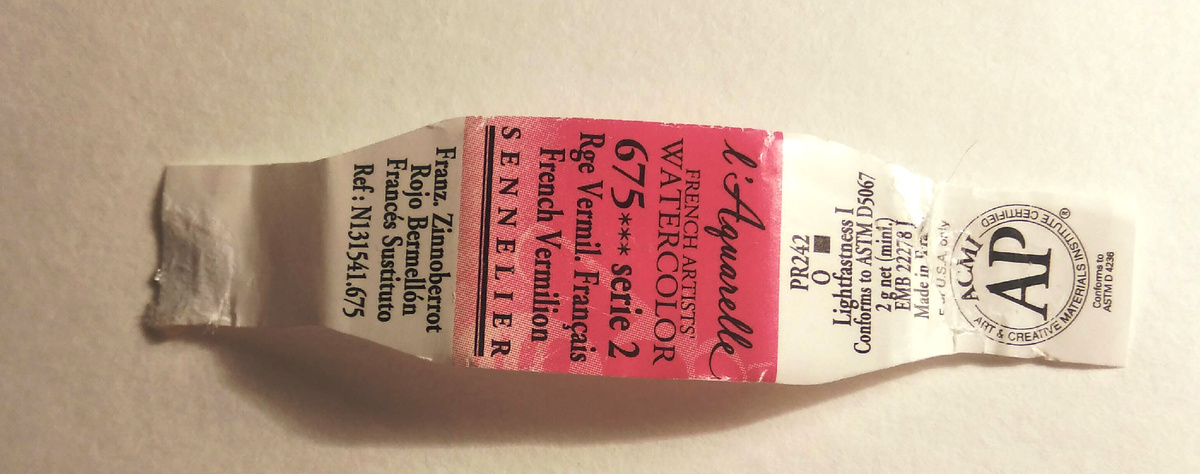 l'Aquarelle
FRENCH ARTISTS'
WATERCOLOR
675*** serie 2
Rge Vermil. Français
French Vermilion
SENNELIER
Franz. Zinnoberrot
Rojo Bermellón
Francés Sustituto
Ref : N131541.675
PR242
O ■
Lightfastness I
Conforms to ASTM D5067
2 g net (mini.)
EMB 22278 J
Made in
U.S.A. only
ACMI
AP
ART & CREATIVE MATERIALS INSTITUTE CERTIFIED
®
Conforms to
ASTM D 4236